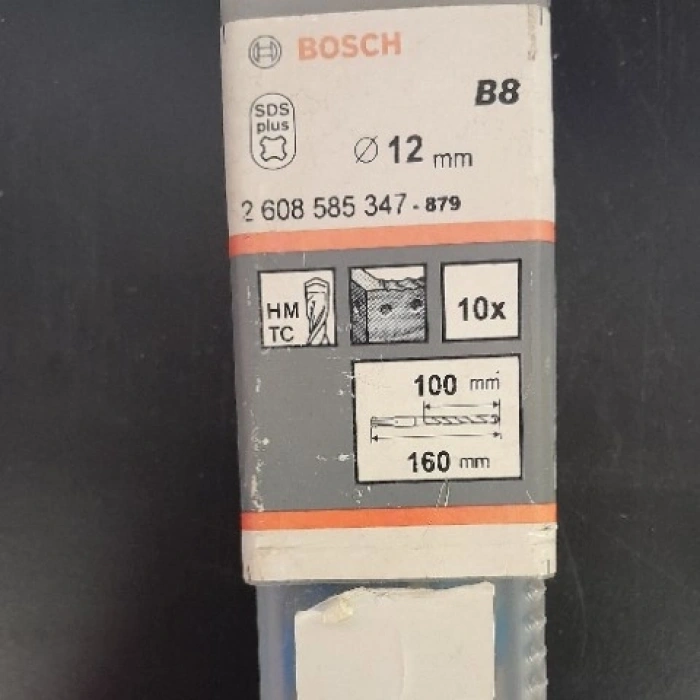 BOSCH
B8
SDS
plus
Ø 12 mm
2 608 585 347 - 879
HM
TC
10x
100 mm
160 mm